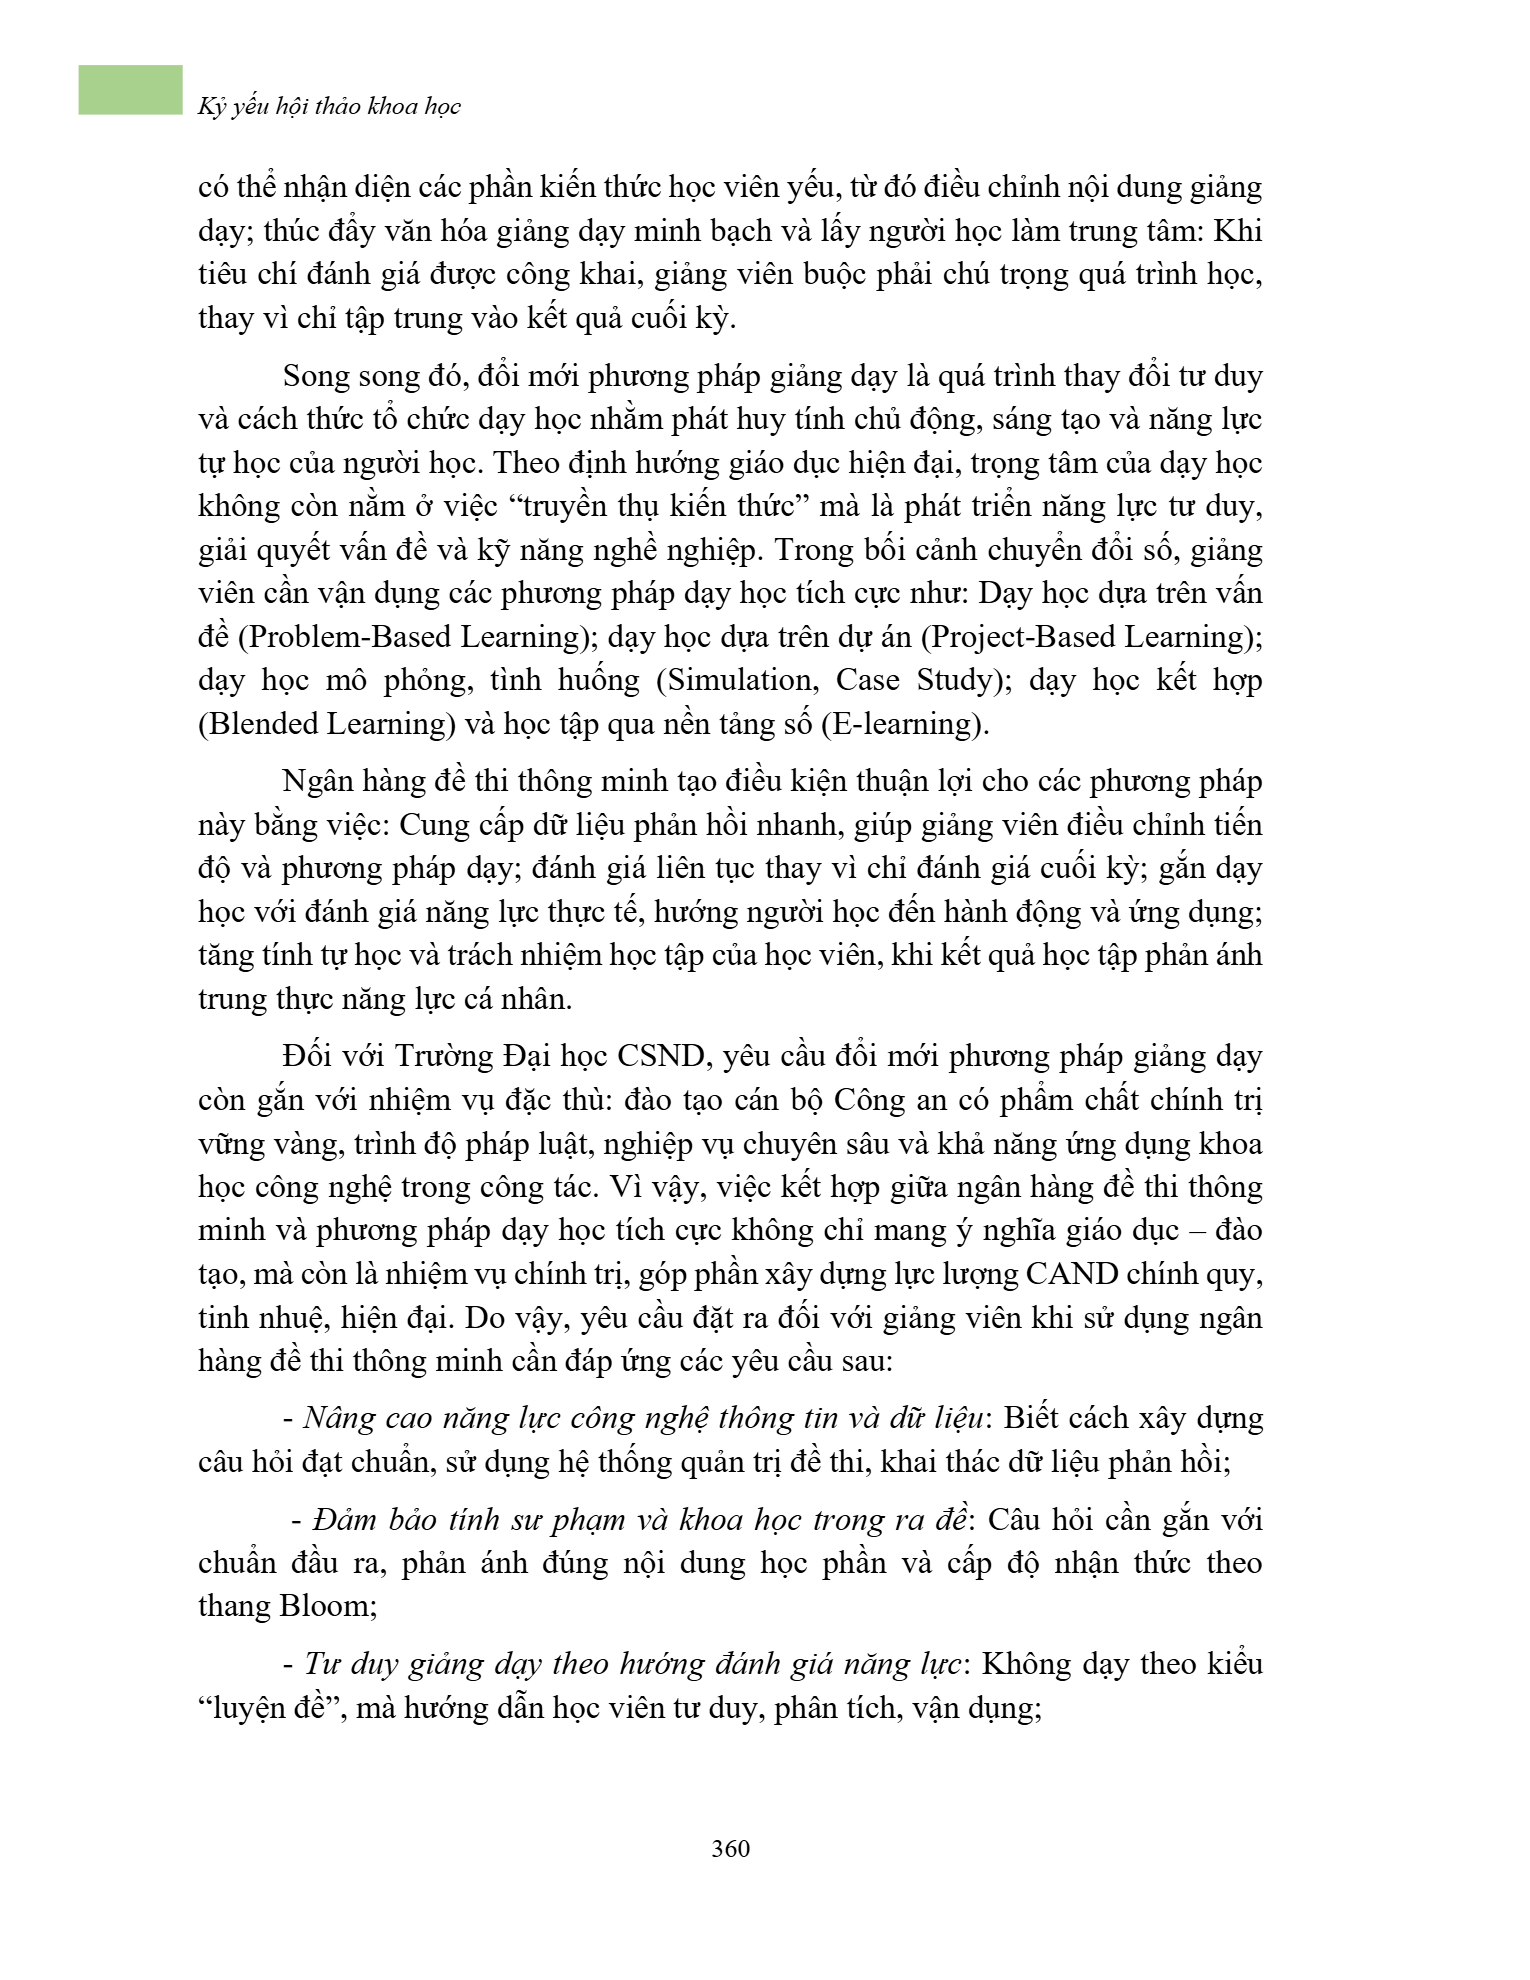 Kỷ yếu hội thảo khoa học
có thể nhận diện các phần kiến thức học viên yếu, từ đó điều chỉnh nội dung giảng
dạy; thúc đẩy văn hóa giảng dạy minh bạch và lấy người học làm trung tâm: Khi
tiêu chí đánh giá được công khai, giảng viên buộc phải chú trọng quá trình học,
thay vì chỉ tập trung vào kết quả cuối kỳ.
Song song đó, đổi mới phương pháp giảng dạy là quá trình thay đổi tư duy
và cách thức tổ chức dạy học nhằm phát huy tính chủ động, sáng tạo và năng lực
tự học của người học. Theo định hướng giáo dục hiện đại, trọng tâm của dạy học
không còn nằm ở việc “truyền thụ kiến thức” mà là phát triển năng lực tư duy,
giải quyết vấn đề và kỹ năng nghề nghiệp. Trong bối cảnh chuyển đổi số, giảng
viên cần vận dụng các phương pháp dạy học tích cực như: Dạy học dựa trên vấn
đề (Problem-Based Learning); dạy học dựa trên dự án (Project-Based Learning);
dạy học mô phỏng, tình huống (Simulation, Case Study); dạy học kết hợp
(Blended Learning) và học tập qua nền tảng số (E-learning).
Ngân hàng đề thi thông minh tạo điều kiện thuận lợi cho các phương pháp
này bằng việc: Cung cấp dữ liệu phản hồi nhanh, giúp giảng viên điều chỉnh tiến
độ và phương pháp dạy; đánh giá liên tục thay vì chỉ đánh giá cuối kỳ; gắn dạy
học với đánh giá năng lực thực tế, hướng người học đến hành động và ứng dụng;
tăng tính tự học và trách nhiệm học tập của học viên, khi kết quả học tập phản ánh
trung thực năng lực cá nhân.
Đối với Trường Đại học CSND, yêu cầu đổi mới phương pháp giảng dạy
còn gắn với nhiệm vụ đặc thù: đào tạo cán bộ Công an có phẩm chất chính trị
vững vàng, trình độ pháp luật, nghiệp vụ chuyên sâu và khả năng ứng dụng khoa
học công nghệ trong công tác. Vì vậy, việc kết hợp giữa ngân hàng đề thi thông
minh và phương pháp dạy học tích cực không chỉ mang ý nghĩa giáo dục – đào
tạo, mà còn là nhiệm vụ chính trị, góp phần xây dựng lực lượng CAND chính quy,
tinh nhuệ, hiện đại. Do vậy, yêu cầu đặt ra đối với giảng viên khi sử dụng ngân
hàng đề thi thông minh cần đáp ứng các yêu cầu sau:
- Nâng cao năng lực công nghệ thông tin và dữ liệu: Biết cách xây dựng
câu hỏi đạt chuẩn, sử dụng hệ thống quản trị đề thi, khai thác dữ liệu phản hồi;
- Đảm bảo tính sư phạm và khoa học trong ra đề: Câu hỏi cần gắn với
chuẩn đầu ra, phản ánh đúng nội dung học phần và cấp độ nhận thức theo
thang Bloom;
- Tư duy giảng dạy theo hướng đánh giá năng lực: Không dạy theo kiểu
“luyện đề”, mà hướng dẫn học viên tư duy, phân tích, vận dụng;
360